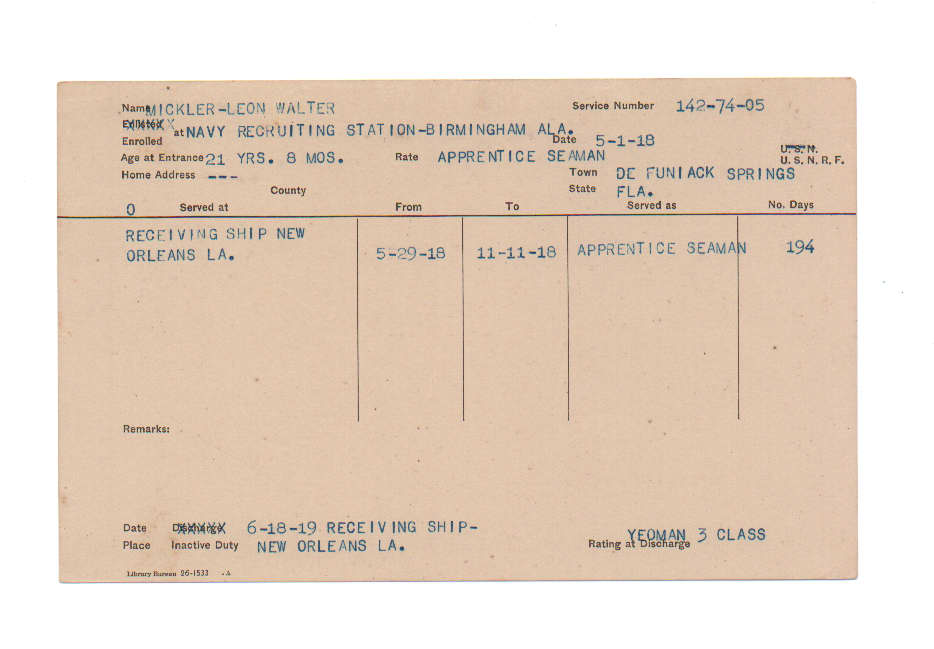 Name MICKLER-LEON WALTER Service Number 142-74-05
Enlisted
Enrolled at NAVY RECRUITING STATION-BIRMINGHAM ALA. Date 5-1-18
Age at Entrance 21 YRS. 8 MOS. Rate APPRENTICE SEAMAN U.S.N.
U. S. N. R. F.
Home Address --- Town DE FUNIACK SPRINGS
County State FLA.
0 Served at From To Served as No. Days
RECEIVING SHIP NEW
ORLEANS LA. 5-29-18 11-11-18 APPRENTICE SEAMAN 194
Remarks:
Date Discharge 6-18-19 RECEIVING SHIP-
Place Inactive Duty NEW ORLEANS LA. Rating at Discharge YEOMAN 3 CLASS
Library Bureau 26-1533 -A